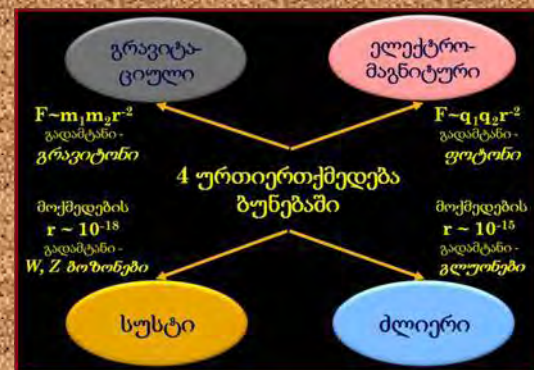 გრავიტა-
ციული
ელექტრო-
მაგნიტური
F~m₁m₂r⁻²
გადამტანი -
გრავიტონი
F~q₁q₂r⁻²
გადამტანი -
ფოტონი
4 ურთიერთქმედება
ბუნებაში
მოქმედების
r ~ 10⁻¹⁸
გადამტანი -
W, Z ბოზონები
მოქმედების
r ~ 10⁻¹⁵
გადამტანი -
გლუონები
სუსტი
ძლიერი